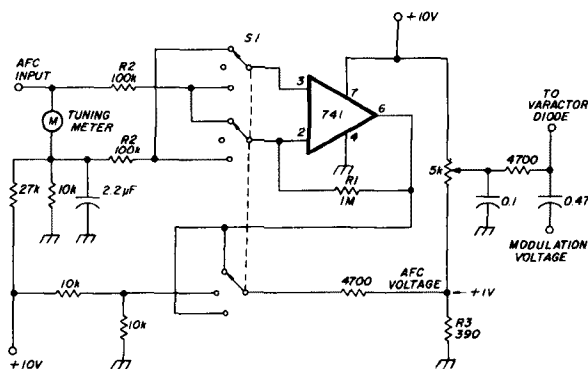 S1
+10V
AFC
INPUT
R2
100k
3
7
741
6
2
4
TO
VARACTOR
DIODE
M
TUNING
METER
R2
100k
5k
4700
27k
10k
2.2µF
R1
1M
0.1
0.47
MODULATION
VOLTAGE
10k
4700
AFC
VOLTAGE
+1V
10k
R3
390
+10V